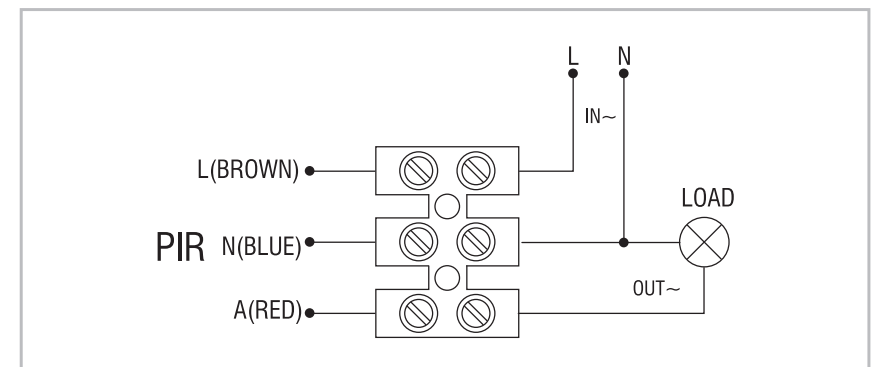 L N
IN~
L(BROWN)
LOAD
PIR N(BLUE)
OUT~
A(RED)